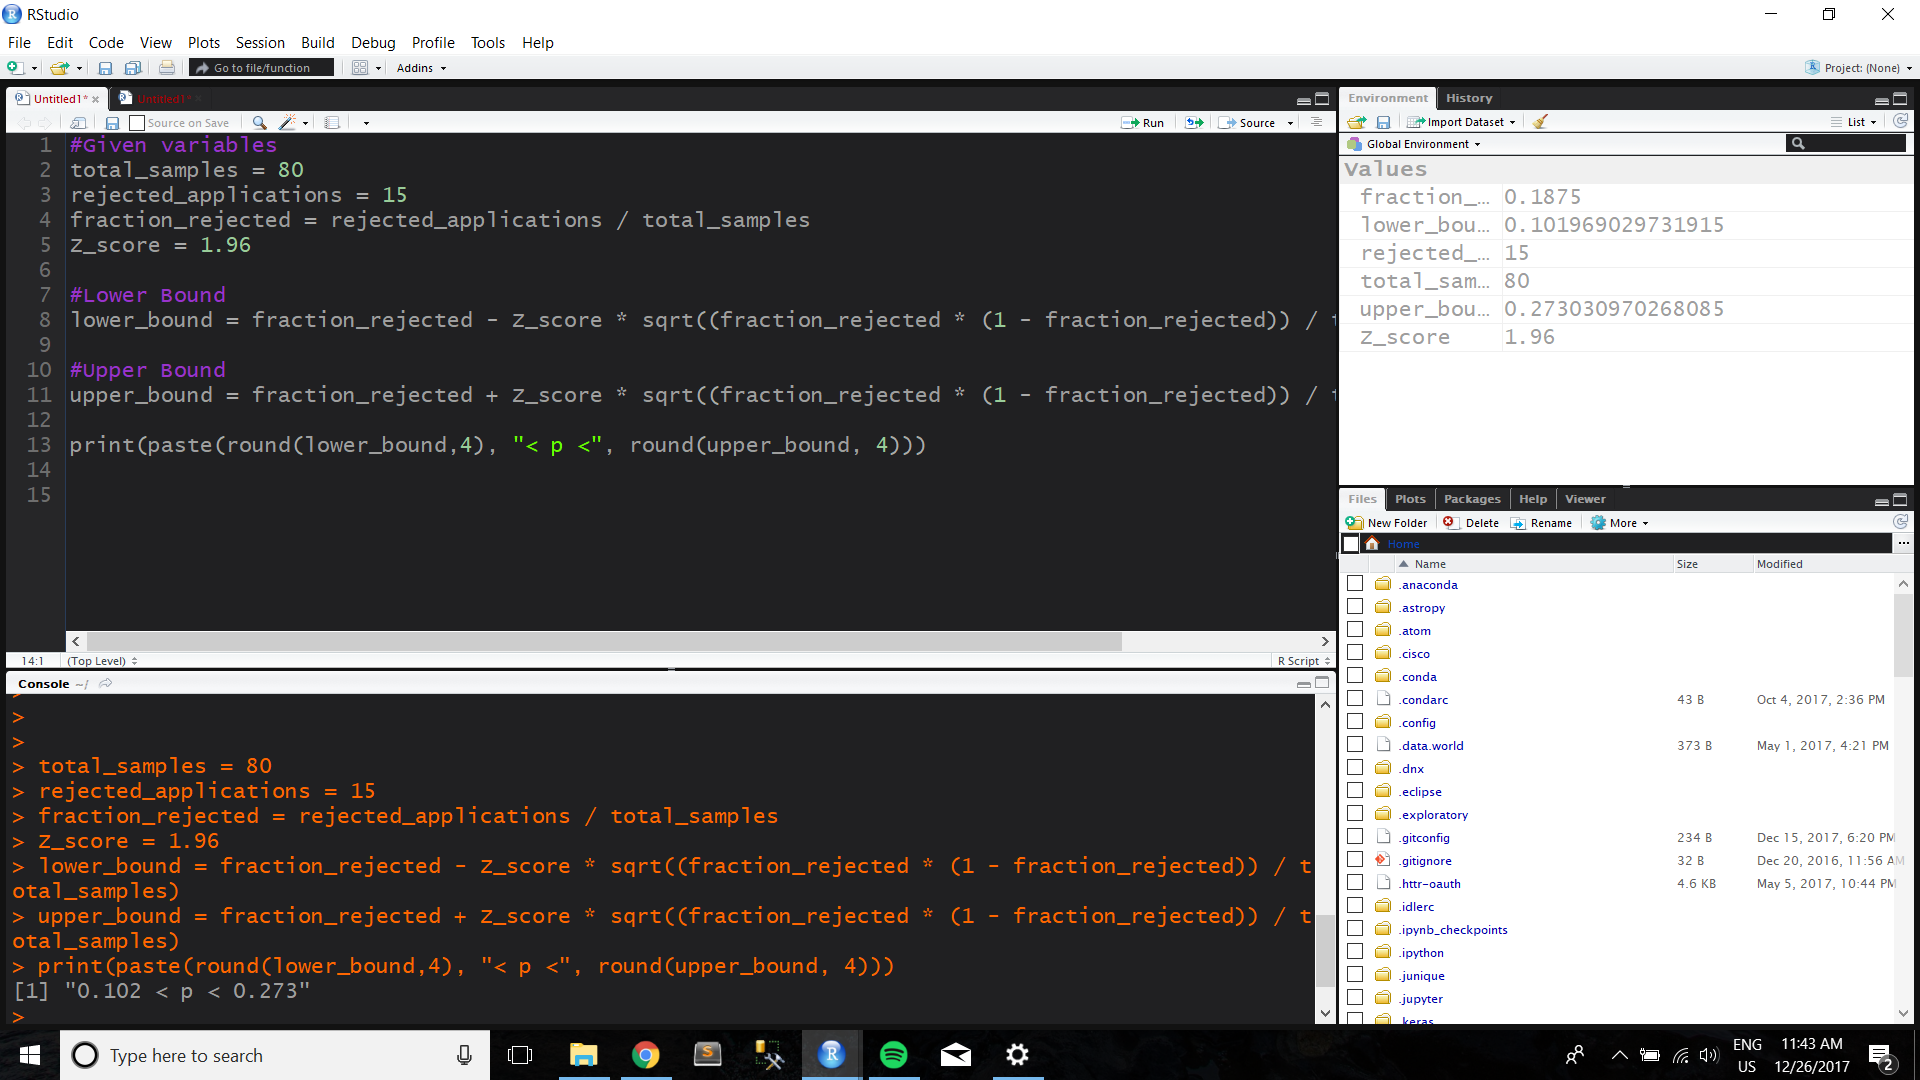 RStudio
File Edit Code View Plots Session Build Debug Profile Tools Help
Go to file/function Addins Project: (None)
Untitled1* Untitled1*
Source on Save Run Source
1 #Given variables
2 total_samples = 80
3 rejected_applications = 15
4 fraction_rejected = rejected_applications / total_samples
5 z_score = 1.96
6
7 #Lower Bound
8 lower_bound = fraction_rejected - z_score * sqrt((fraction_rejected * (1 - fraction_rejected)) / t
9
10 #Upper Bound
11 upper_bound = fraction_rejected + z_score * sqrt((fraction_rejected * (1 - fraction_rejected)) / t
12
13 print(paste(round(lower_bound,4), "< p <", round(upper_bound, 4)))
14
15
14:1 (Top Level) R Script
Console ~/
>
>
> total_samples = 80
> rejected_applications = 15
> fraction_rejected = rejected_applications / total_samples
> z_score = 1.96
> lower_bound = fraction_rejected - z_score * sqrt((fraction_rejected * (1 - fraction_rejected)) / t
otal_samples)
> upper_bound = fraction_rejected + z_score * sqrt((fraction_rejected * (1 - fraction_rejected)) / t
otal_samples)
> print(paste(round(lower_bound,4), "< p <", round(upper_bound, 4)))
[1] "0.102 < p < 0.273"
>
Environment History
Import Dataset List
Global Environment
Values
fraction_… 0.1875
lower_bou… 0.101969029731915
rejected_… 15
total_sam… 80
upper_bou… 0.273030970268085
z_score 1.96
Files Plots Packages Help Viewer
New Folder Delete Rename More
Home ...
Name Size Modified
.anaconda
.astropy
.atom
.cisco
.conda
.condarc 43 B Oct 4, 2017, 2:36 PM
.config
.data.world 373 B May 1, 2017, 4:21 PM
.dnx
.eclipse
.exploratory
.gitconfig 234 B Dec 15, 2017, 6:20 PM
.gitignore 32 B Dec 20, 2016, 11:56 AM
.httr-oauth 4.6 KB May 5, 2017, 10:44 PM
.idlerc
.ipynb_checkpoints
.ipython
.junique
.jupyter
.keras
Type here to search
ENG
US
11:43 AM
12/26/2017
2